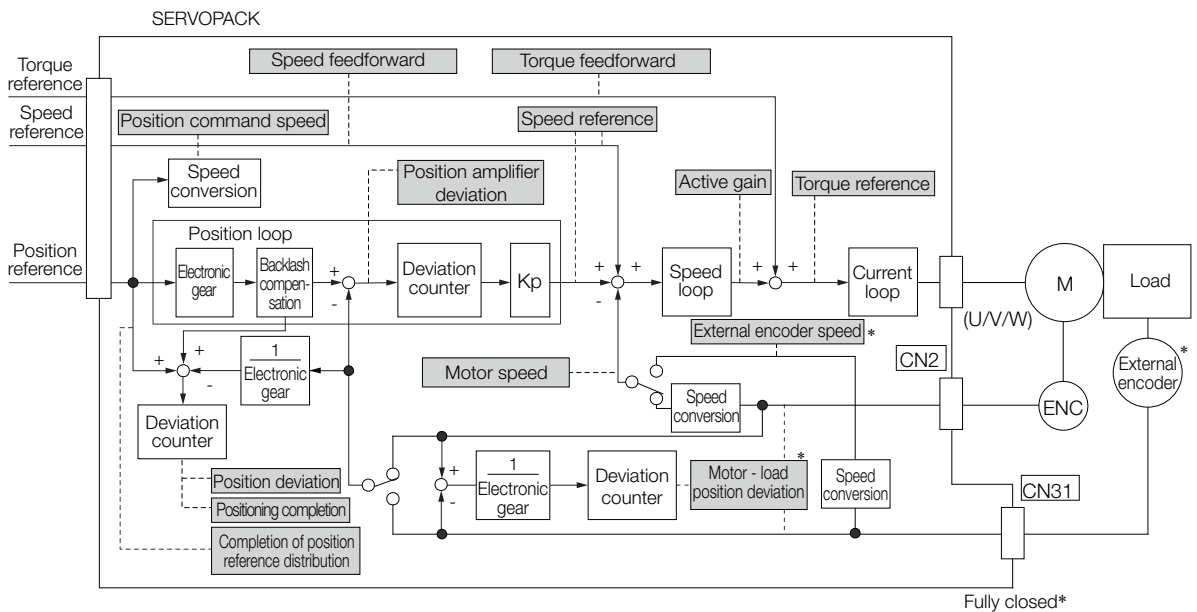 SERVOPACK
Torque
reference
Speed
reference
Position
reference
Speed feedforward
Torque feedforward
Position command speed
Speed reference
Speed
conversion
Position amplifier
deviation
Active gain
Torque reference
Position loop
Electronic
gear
Backlash
compen-
sation
+
-
Deviation
counter
Kp
+
+
-
Speed
loop
+
+
Current
loop
(U/V/W)
M
Load
External encoder speed *
+
+
-
1
Electronic
gear
Motor speed
Speed
conversion
CN2
ENC
External
encoder
*
Deviation
counter
Position deviation
Positioning completion
Completion of position
reference distribution
+
-
1
Electronic
gear
Deviation
counter
*
Motor - load
position deviation
Speed
conversion
CN31
Fully closed*